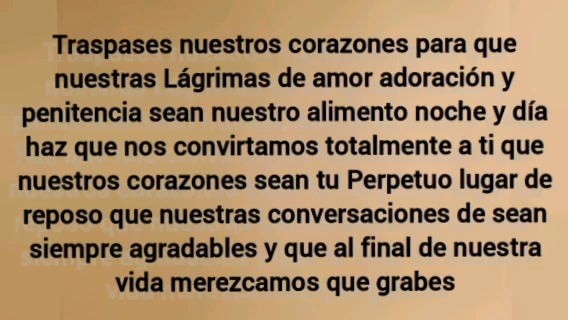 Traspases nuestros corazones para que
nuestras Lágrimas de amor adoración y
penitencia sean nuestro alimento noche y día
haz que nos convirtamos totalmente a ti que
nuestros corazones sean tu Perpetuo lugar de
reposo que nuestras conversaciones de sean
siempre agradables y que al final de nuestra
vida merezcamos que grabes